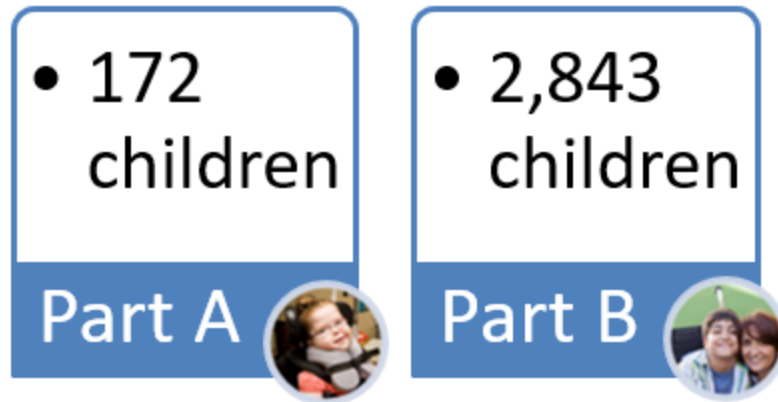 • 172
children
Part A
• 2,843
children
Part B